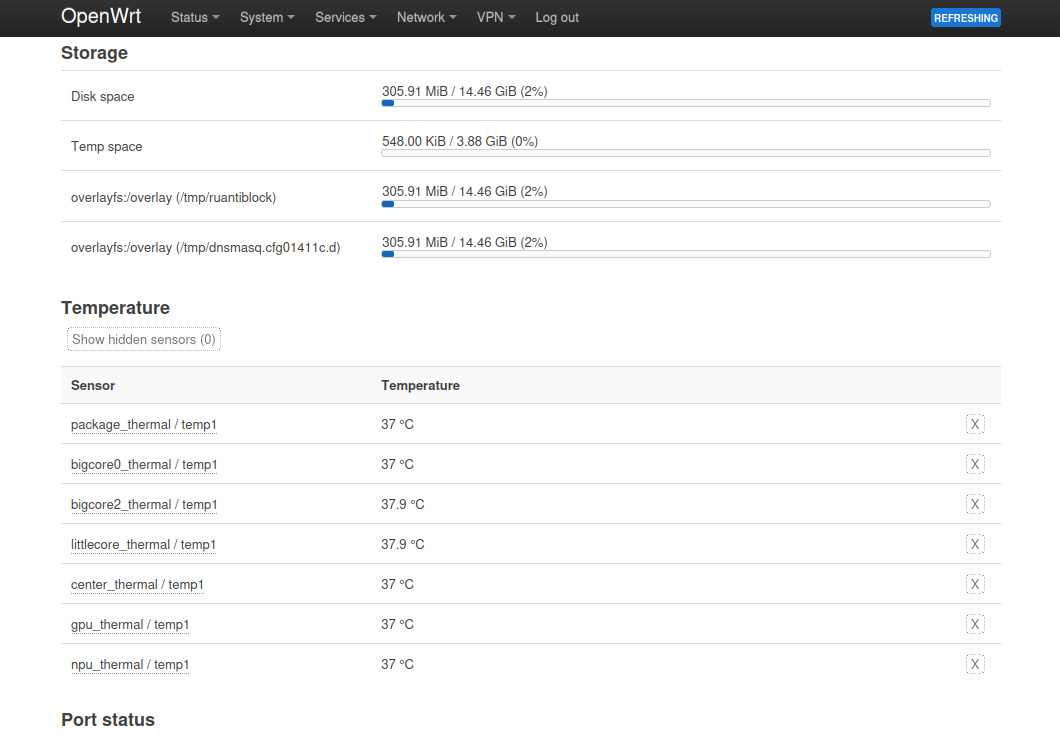 OpenWrt Status System Services Network VPN Log out REFRESHING
Storage
Disk space 305.91 MiB / 14.46 GiB (2%)
Temp space 548.00 KiB / 3.88 GiB (0%)
overlayfs:/overlay (/tmp/ruantiblock) 305.91 MiB / 14.46 GiB (2%)
overlayfs:/overlay (/tmp/dnsmasq.cfg01411c.d) 305.91 MiB / 14.46 GiB (2%)
Temperature
Show hidden sensors (0)
Sensor Temperature
package_thermal / temp1 37 °C X
bigcore0_thermal / temp1 37 °C X
bigcore2_thermal / temp1 37.9 °C X
littlecore_thermal / temp1 37.9 °C X
center_thermal / temp1 37 °C X
gpu_thermal / temp1 37 °C X
npu_thermal / temp1 37 °C X
Port status